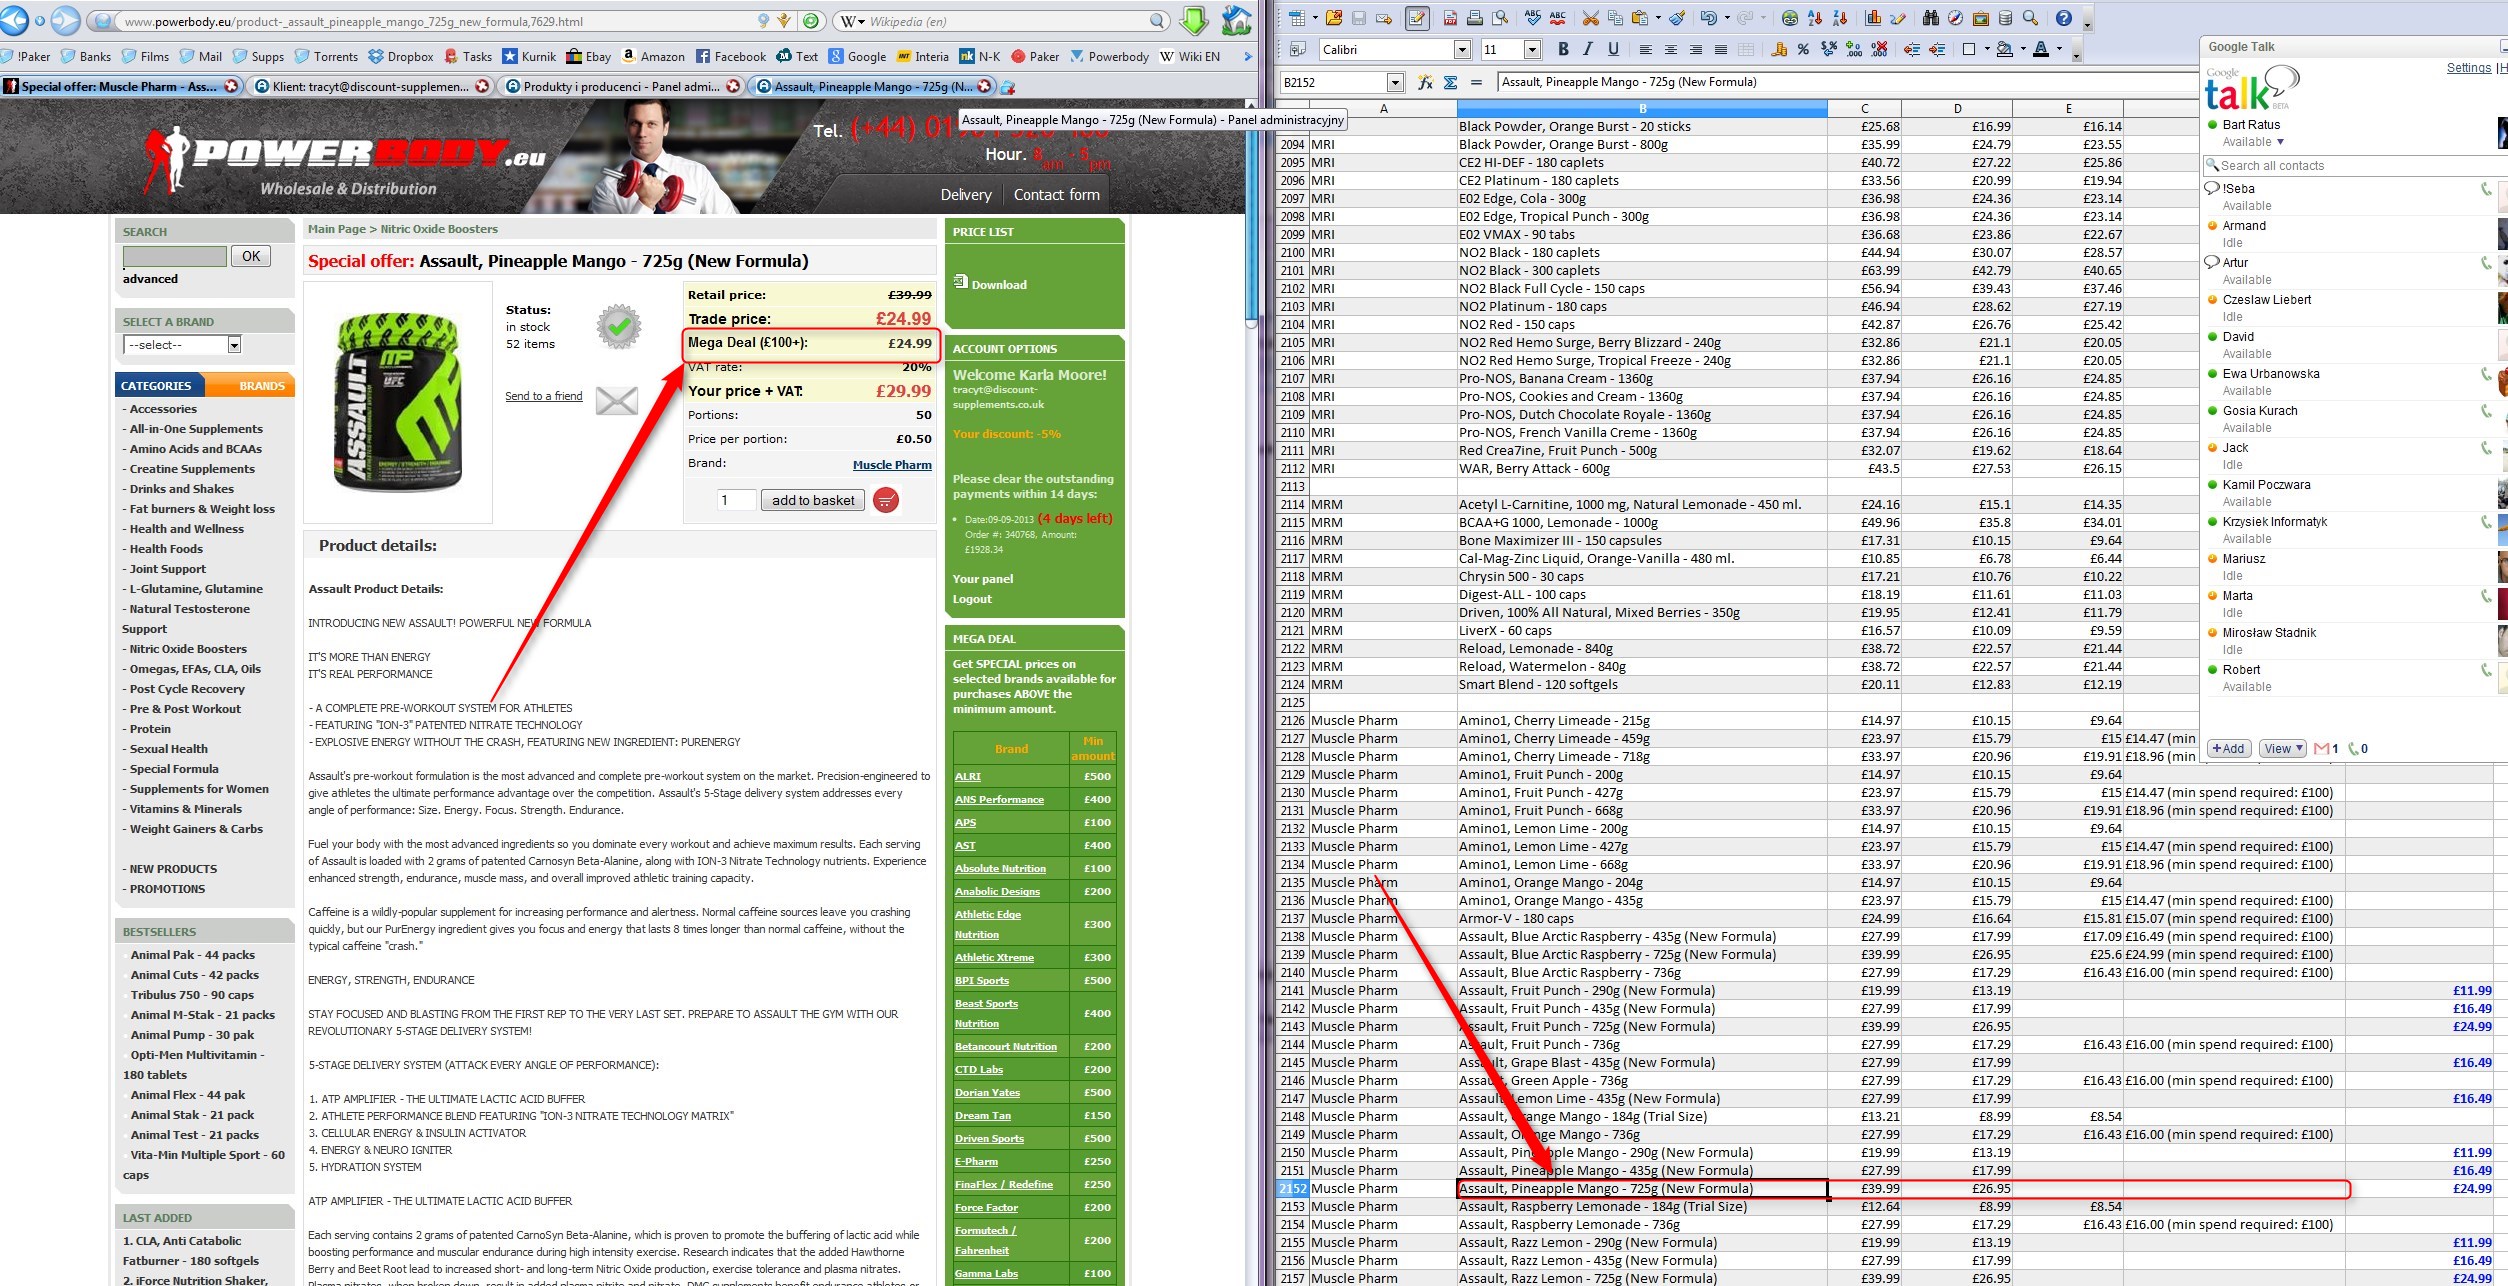 www.powerbody.eu/product-_assault_pineapple_mango_725g_new_formula,7629.html
Wikipedia (en)
!Paker Banks Films Mail Supps Torrents Dropbox Tasks Kurnik Ebay Amazon Facebook Text Google Interia N-K Paker Powerbody Wiki EN
Special offer: Muscle Pharm - Ass... Klient: tracyt@discount-supplemen... Produkty i producenci - Panel admi... Assault, Pineapple Mango - 725g (N...
Assault, Pineapple Mango - 725g (New Formula) - Panel administracyjny
POWERBODY.eu
Wholesale & Distribution
Tel. (+44)
Hour. 8am - 5pm
Delivery Contact form
SEARCH
OK
advanced
SELECT A BRAND
--select--
CATEGORIES BRANDS
- Accessories
- All-in-One Supplements
- Amino Acids and BCAAs
- Creatine Supplements
- Drinks and Shakes
- Fat burners & Weight loss
- Health and Wellness
- Health Foods
- Joint Support
- L-Glutamine, Glutamine
- Natural Testosterone
Support
- Nitric Oxide Boosters
- Omegas, EFAs, CLA, Oils
- Post Cycle Recovery
- Pre & Post Workout
- Protein
- Sexual Health
- Special Formula
- Supplements for Women
- Vitamins & Minerals
- Weight Gainers & Carbs
- NEW PRODUCTS
- PROMOTIONS
BESTSELLERS
Animal Pak - 44 packs
Animal Cuts - 42 packs
Tribulus 750 - 90 caps
Animal M-Stak - 21 packs
Animal Pump - 30 pak
Opti-Men Multivitamin -
180 tablets
Animal Flex - 44 pak
Animal Stak - 21 pack
Animal Test - 21 packs
Vita-Min Multiple Sport - 60
caps
LAST ADDED
1. CLA, Anti Catabolic
Fatburner - 180 softgels
2. iForce Nutrition Shaker,
Main Page > Nitric Oxide Boosters
Special offer: Assault, Pineapple Mango - 725g (New Formula)
ASSAULT
MP
UFC
Status:
in stock
52 items
Send to a friend
Retail price: £39.99
Trade price: £24.99
Mega Deal (£100+): £24.99
VAT rate: 20%
Your price + VAT: £29.99
Portions: 50
Price per portion: £0.50
Brand: Muscle Pharm
1 add to basket
Product details:
Assault Product Details:
INTRODUCING NEW ASSAULT! POWERFUL NEW FORMULA
IT'S MORE THAN ENERGY
IT'S REAL PERFORMANCE
- A COMPLETE PRE-WORKOUT SYSTEM FOR ATHLETES
- FEATURING "ION-3" PATENTED NITRATE TECHNOLOGY
- EXPLOSIVE ENERGY WITHOUT THE CRASH, FEATURING NEW INGREDIENT: PURENERGY
Assault's pre-workout formulation is the most advanced and complete pre-workout system on the market. Precision-engineered to
give athletes the ultimate performance advantage over the competition. Assault's 5-Stage delivery system addresses every
angle of performance: Size. Energy. Focus. Strength. Endurance.
Fuel your body with the most advanced ingredients so you dominate every workout and achieve maximum results. Each serving
of Assault is loaded with 2 grams of patented Carnosyn Beta-Alanine, along with ION-3 Nitrate Technology nutrients. Experience
enhanced strength, endurance, muscle mass, and overall improved athletic training capacity.
Caffeine is a wildly-popular supplement for increasing performance and alertness. Normal caffeine sources leave you crashing
quickly, but our PurEnergy ingredient gives you focus and energy that lasts 8 times longer than normal caffeine, without the
typical caffeine "crash."
ENERGY, STRENGTH, ENDURANCE
STAY FOCUSED AND BLASTING FROM THE FIRST REP TO THE VERY LAST SET. PREPARE TO ASSAULT THE GYM WITH OUR
REVOLUTIONARY 5-STAGE DELIVERY SYSTEM!
5-STAGE DELIVERY SYSTEM (ATTACK EVERY ANGLE OF PERFORMANCE):
1. ATP AMPLIFIER - THE ULTIMATE LACTIC ACID BUFFER
2. ATHLETE PERFORMANCE BLEND FEATURING "ION-3 NITRATE TECHNOLOGY MATRIX"
3. CELLULAR ENERGY & INSULIN ACTIVATOR
4. ENERGY & NEURO IGNITER
5. HYDRATION SYSTEM
ATP AMPLIFIER - THE ULTIMATE LACTIC ACID BUFFER
Each serving contains 2 grams of patented CarnoSyn Beta-Alanine, which is proven to promote the buffering of lactic acid while
boosting performance and muscular endurance during high intensity exercise. Research indicates that the added Hawthorne
Berry and Beet Root lead to increased short- and long-term Nitric Oxide production, exercise tolerance and plasma nitrates.
PRICE LIST
Download
ACCOUNT OPTIONS
Welcome Karla Moore!
tracyt@discount-
supplements.co.uk
Your discount: -5%
Please clear the outstanding
payments within 14 days:
Date:09-09-2013 (4 days left)
Order #: 340768, Amount:
£1928.34
Your panel
Logout
MEGA DEAL
Get SPECIAL prices on
selected brands available for
purchases ABOVE the
minimum amount.
Brand Min amount
ALRI £500
ANS Performance £400
APS £100
AST £400
Absolute Nutrition £100
Anabolic Designs £200
Athletic Edge Nutrition £300
Athletic Xtreme £300
BPI Sports £500
Beast Sports Nutrition £400
Betancourt Nutrition £200
CTD Labs £200
Dorian Yates £500
Dream Tan £150
Driven Sports £500
E-Pharm £250
FinaFlex / Redefine £250
Force Factor £200
Formutech / Fahrenheit £200
Gamma Labs £100
Calibri 11 B I U
B2152 Assault, Pineapple Mango - 725g (New Formula)
A B C D E
Black Powder, Orange Burst - 20 sticks £25.68 £16.99 £16.14
2094 MRI Black Powder, Orange Burst - 800g £35.99 £24.79 £23.55
2095 MRI CE2 HI-DEF - 180 caplets £40.72 £27.22 £25.86
2096 MRI CE2 Platinum - 180 caplets £33.56 £20.99 £19.94
2097 MRI E02 Edge, Cola - 300g £36.98 £24.36 £23.14
2098 MRI E02 Edge, Tropical Punch - 300g £36.98 £24.36 £23.14
2099 MRI E02 VMAX - 90 tabs £36.68 £23.86 £22.67
2100 MRI NO2 Black - 180 caplets £44.94 £30.07 £28.57
2101 MRI NO2 Black - 300 caplets £63.99 £42.79 £40.65
2102 MRI NO2 Black Full Cycle - 150 caps £56.94 £39.43 £37.46
2103 MRI NO2 Platinum - 180 caps £46.94 £28.62 £27.19
2104 MRI NO2 Red - 150 caps £42.87 £26.76 £25.42
2105 MRI NO2 Red Hemo Surge, Berry Blizzard - 240g £32.86 £21.1 £20.05
2106 MRI NO2 Red Hemo Surge, Tropical Freeze - 240g £32.86 £21.1 £20.05
2107 MRI Pro-NOS, Banana Cream - 1360g £37.94 £26.16 £24.85
2108 MRI Pro-NOS, Cookies and Cream - 1360g £37.94 £26.16 £24.85
2109 MRI Pro-NOS, Dutch Chocolate Royale - 1360g £37.94 £26.16 £24.85
2110 MRI Pro-NOS, French Vanilla Creme - 1360g £37.94 £26.16 £24.85
2111 MRI Red Crea7ine, Fruit Punch - 500g £32.07 £19.62 £18.64
2112 MRI WAR, Berry Attack - 600g £43.5 £27.53 £26.15
2113
2114 MRM Acetyl L-Carnitine, 1000 mg, Natural Lemonade - 450 ml. £24.16 £15.1 £14.35
2115 MRM BCAA+G 1000, Lemonade - 1000g £49.96 £35.8 £34.01
2116 MRM Bone Maximizer III - 150 capsules £17.31 £10.15 £9.64
2117 MRM Cal-Mag-Zinc Liquid, Orange-Vanilla - 480 ml. £10.85 £6.78 £6.44
2118 MRM Chrysin 500 - 30 caps £17.21 £10.76 £10.22
2119 MRM Digest-ALL - 100 caps £18.19 £11.61 £11.03
2120 MRM Driven, 100% All Natural, Mixed Berries - 350g £19.95 £12.41 £11.79
2121 MRM LiverX - 60 caps £16.57 £10.09 £9.59
2122 MRM Reload, Lemonade - 840g £38.72 £22.57 £21.44
2123 MRM Reload, Watermelon - 840g £38.72 £22.57 £21.44
2124 MRM Smart Blend - 120 softgels £20.11 £12.83 £12.19
2125
2126 Muscle Pharm Amino1, Cherry Limeade - 215g £14.97 £10.15 £9.64
2127 Muscle Pharm Amino1, Cherry Limeade - 459g £23.97 £15.79 £15 £14.47 (min
2128 Muscle Pharm Amino1, Cherry Limeade - 718g £33.97 £20.96 £19.91 £18.96 (min
2129 Muscle Pharm Amino1, Fruit Punch - 200g £14.97 £10.15 £9.64
2130 Muscle Pharm Amino1, Fruit Punch - 427g £23.97 £15.79 £15 £14.47 (min spend required: £100)
2131 Muscle Pharm Amino1, Fruit Punch - 668g £33.97 £20.96 £19.91 £18.96 (min spend required: £100)
2132 Muscle Pharm Amino1, Lemon Lime - 200g £14.97 £10.15 £9.64
2133 Muscle Pharm Amino1, Lemon Lime - 427g £23.97 £15.79 £15 £14.47 (min spend required: £100)
2134 Muscle Pharm Amino1, Lemon Lime - 668g £33.97 £20.96 £19.91 £18.96 (min spend required: £100)
2135 Muscle Pharm Amino1, Orange Mango - 204g £14.97 £10.15 £9.64
2136 Muscle Pharm Amino1, Orange Mango - 435g £23.97 £15.79 £15 £14.47 (min spend required: £100)
2137 Muscle Pharm Armor-V - 180 caps £24.99 £16.64 £15.81 £15.07 (min spend required: £100)
2138 Muscle Pharm Assault, Blue Arctic Raspberry - 435g (New Formula) £27.99 £17.99 £17.09 £16.49 (min spend required: £100)
2139 Muscle Pharm Assault, Blue Arctic Raspberry - 725g (New Formula) £39.99 £26.95 £25.6 £24.99 (min spend required: £100)
2140 Muscle Pharm Assault, Blue Arctic Raspberry - 736g £27.99 £17.29 £16.43 £16.00 (min spend required: £100)
2141 Muscle Pharm Assault, Fruit Punch - 290g (New Formula) £19.99 £13.19 £11.99
2142 Muscle Pharm Assault, Fruit Punch - 435g (New Formula) £27.99 £17.99 £16.49
2143 Muscle Pharm Assault, Fruit Punch - 725g (New Formula) £39.99 £26.95 £24.99
2144 Muscle Pharm Assault, Fruit Punch - 736g £27.99 £17.29 £16.43 £16.00 (min spend required: £100)
2145 Muscle Pharm Assault, Grape Blast - 435g (New Formula) £27.99 £17.99 £16.49
2146 Muscle Pharm Assault, Green Apple - 736g £27.99 £17.29 £16.43 £16.00 (min spend required: £100)
2147 Muscle Pharm Assault, Lemon Lime - 435g (New Formula) £27.99 £17.99 £16.49
2148 Muscle Pharm Assault, Orange Mango - 184g (Trial Size) £13.21 £8.99 £8.54
2149 Muscle Pharm Assault, Orange Mango - 736g £27.99 £17.29 £16.43 £16.00 (min spend required: £100)
2150 Muscle Pharm Assault, Pineapple Mango - 290g (New Formula) £19.99 £13.19 £11.99
2151 Muscle Pharm Assault, Pineapple Mango - 435g (New Formula) £27.99 £17.99 £16.49
2152 Muscle Pharm Assault, Pineapple Mango - 725g (New Formula) £39.99 £26.95 £24.99
2153 Muscle Pharm Assault, Raspberry Lemonade - 184g (Trial Size) £12.64 £8.99 £8.54
2154 Muscle Pharm Assault, Raspberry Lemonade - 736g £27.99 £17.29 £16.43 £16.00 (min spend required: £100)
2155 Muscle Pharm Assault, Razz Lemon - 290g (New Formula) £19.99 £13.19 £11.99
2156 Muscle Pharm Assault, Razz Lemon - 435g (New Formula) £27.99 £17.99 £16.49
2157 Muscle Pharm Assault, Razz Lemon - 725g (New Formula) £39.99 £26.95 £24.99
Google Talk
Settings | H
Google talk BETA
Bart Ratus
Available
Search all contacts
!Seba
Available
Armand
Idle
Artur
Available
Czeslaw Liebert
Idle
David
Available
Ewa Urbanowska
Available
Gosia Kurach
Available
Jack
Idle
Kamil Poczwara
Available
Krzysiek Informatyk
Available
Mariusz
Idle
Marta
Idle
Mirosław Stadnik
Idle
Robert
Available
+Add View 1 0